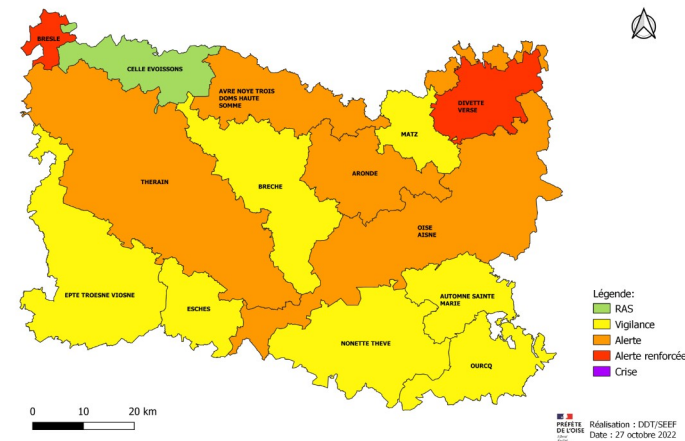 BRESLE
CELLE EVOISSONS
AVRE NOYE TROIS
DOMS HAUTE
SOMME
DIVETTE
VERSE
MATZ
THERAIN
BRECHE
ARONDE
OISE
AISNE
EPTE TROESNE VIOSNE
ESCHES
AUTOMNE SAINTE
MARIE
NONETTE THEVE
OURCQ
Légende:
RAS
Vigilance
Alerte
Alerte renforcée
Crise
0 10 20 km
PRÉFÈTE
DE L'OISE
Réalisation : DDT/SEEF
Date : 27 octobre 2022